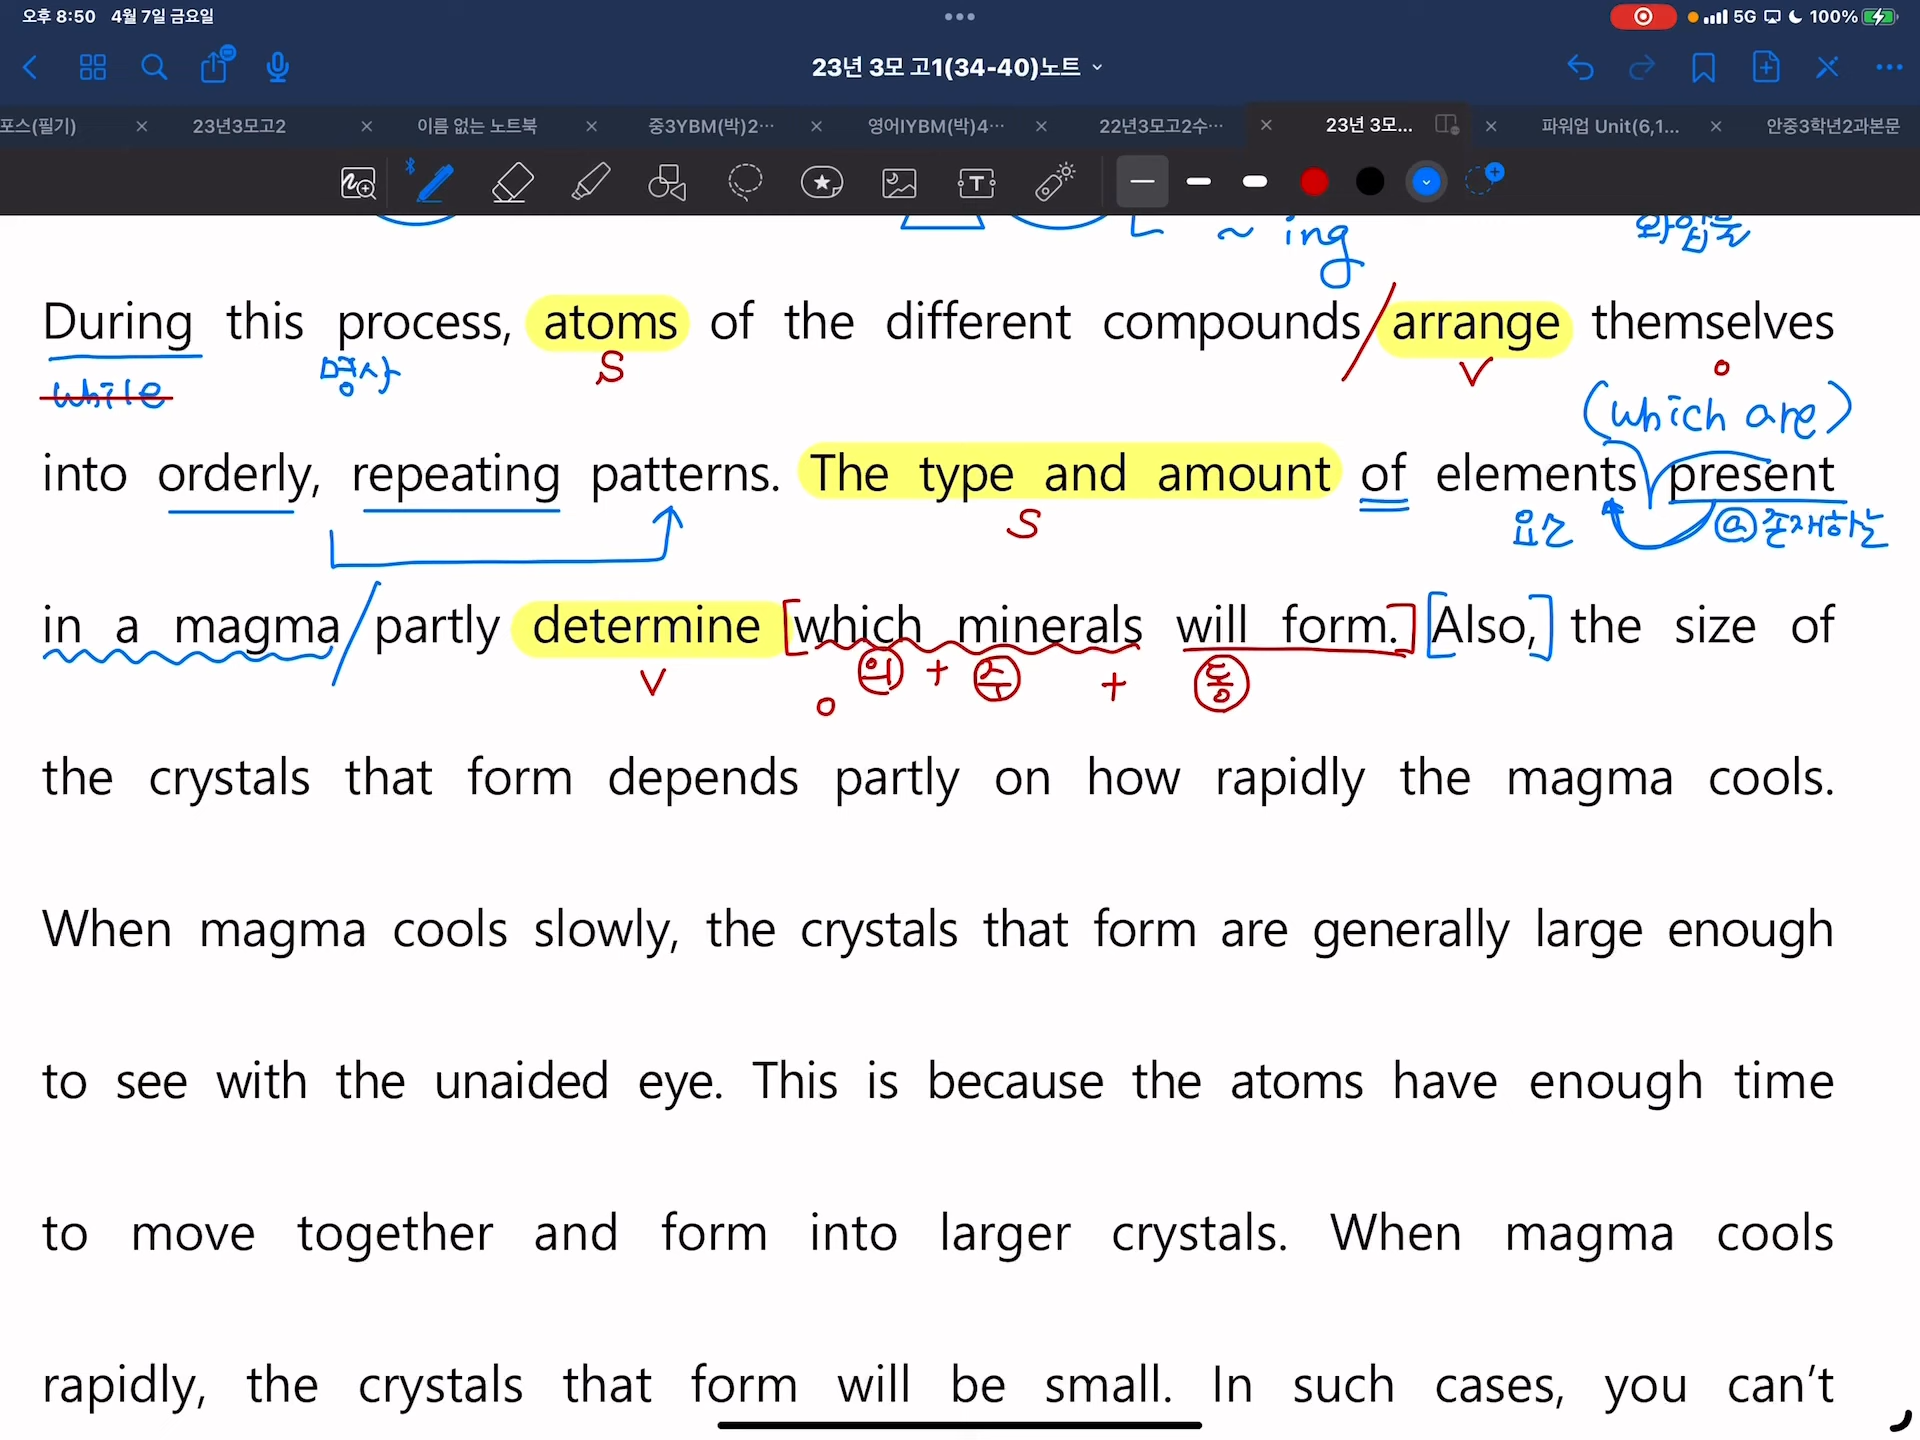 오후 8:50 4월 7일 금요일
5G 100%
23년 3모 고1(34-40)노트
포스(필기) 23년3모고2 이름 없는 노트북 중3YBM(박)2··· 영어IYBM(박)4··· 22년3모고2수··· 23년 3모... 파워업 Unit(6,1... 안중3학년2과본문
~ ing 화합물
During this process, atoms of the different compounds / arrange themselves
while 명사 S V o
(which are)
into orderly, repeating patterns. The type and amount of elements present
S 요소 ⓐ존재하는
in a magma / partly determine [which minerals will form.] [Also,] the size of
V o 의 + 주 + 동
the crystals that form depends partly on how rapidly the magma cools.
When magma cools slowly, the crystals that form are generally large enough
to see with the unaided eye. This is because the atoms have enough time
to move together and form into larger crystals. When magma cools
rapidly, the crystals that form will be small. In such cases, you can't